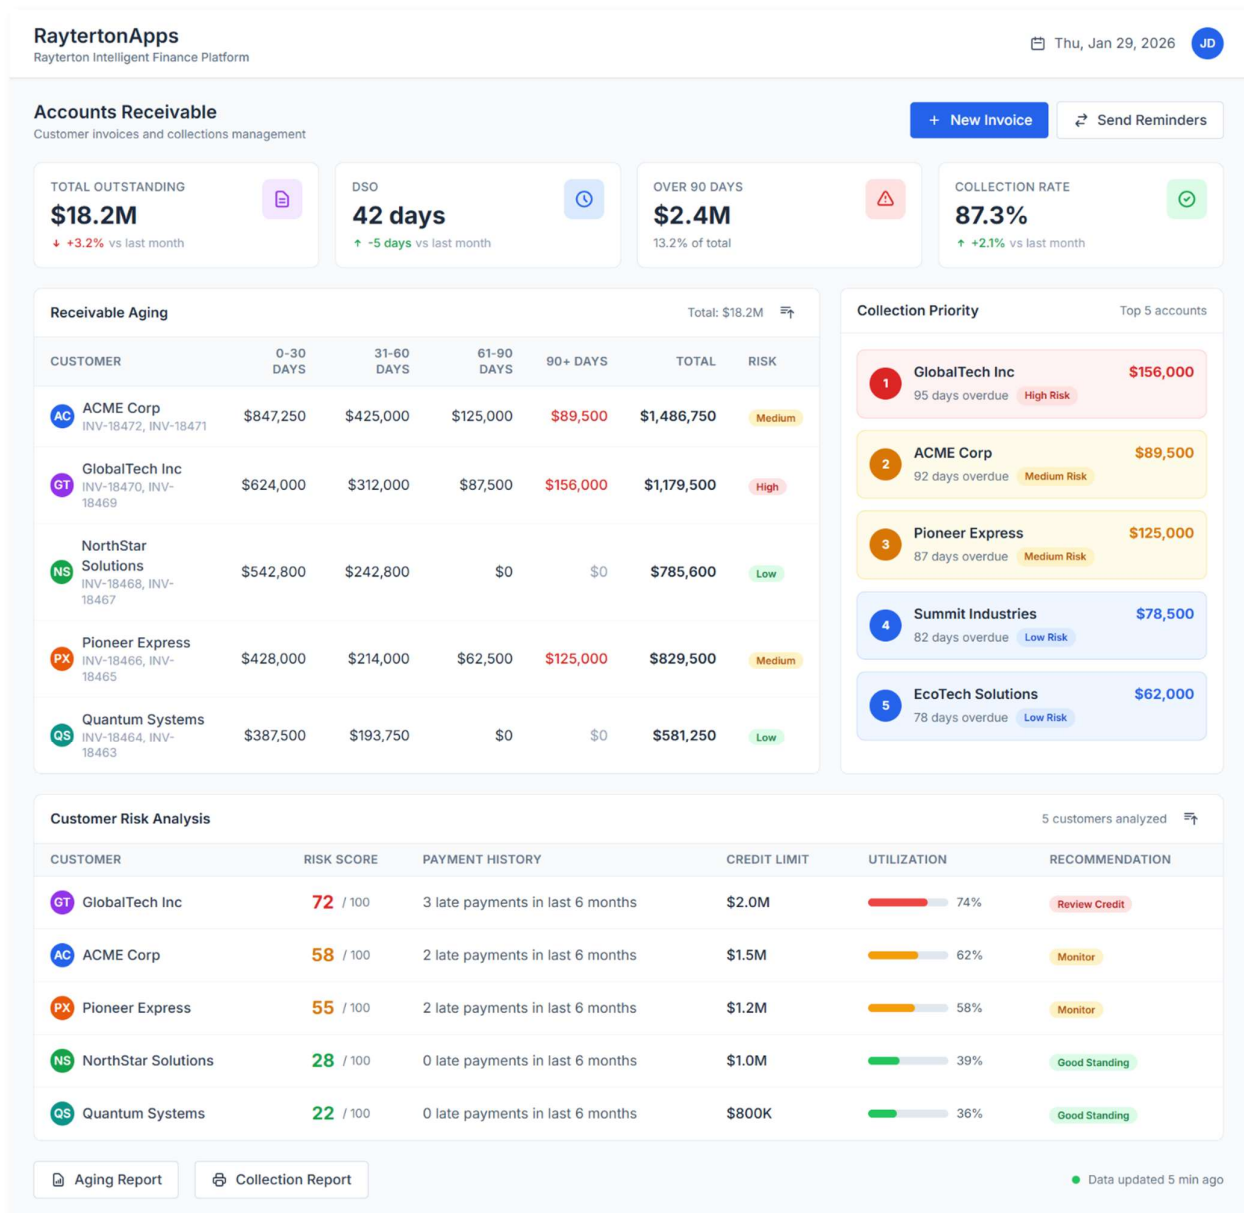 RaytertonApps
Rayterton Intelligent Finance Platform
Thu, Jan 29, 2026
JD
Accounts Receivable
Customer invoices and collections management
+ New Invoice
Send Reminders
TOTAL OUTSTANDING
$18.2M
↓ +3.2% vs last month
DSO
42 days
↑ -5 days vs last month
OVER 90 DAYS
$2.4M
13.2% of total
COLLECTION RATE
87.3%
↑ +2.1% vs last month
Receivable Aging
Total: $18.2M
CUSTOMER 0-30 DAYS 31-60 DAYS 61-90 DAYS 90+ DAYS TOTAL RISK
AC ACME Corp $847,250 $425,000 $125,000 $89,500 $1,486,750 Medium
INV-18472, INV-18471
GT GlobalTech Inc $624,000 $312,000 $87,500 $156,000 $1,179,500 High
INV-18470, INV-
18469
NS NorthStar
Solutions $542,800 $242,800 $0 $0 $785,600 Low
INV-18468, INV-
18467
PX Pioneer Express $428,000 $214,000 $62,500 $125,000 $829,500 Medium
INV-18466, INV-
18465
QS Quantum Systems $387,500 $193,750 $0 $0 $581,250 Low
INV-18464, INV-
18463
Collection Priority
Top 5 accounts
1 GlobalTech Inc $156,000
95 days overdue High Risk
2 ACME Corp $89,500
92 days overdue Medium Risk
3 Pioneer Express $125,000
87 days overdue Medium Risk
4 Summit Industries $78,500
82 days overdue Low Risk
5 EcoTech Solutions $62,000
78 days overdue Low Risk
Customer Risk Analysis
5 customers analyzed
CUSTOMER RISK SCORE PAYMENT HISTORY CREDIT LIMIT UTILIZATION RECOMMENDATION
GT GlobalTech Inc 72 / 100 3 late payments in last 6 months $2.0M 74% Review Credit
AC ACME Corp 58 / 100 2 late payments in last 6 months $1.5M 62% Monitor
PX Pioneer Express 55 / 100 2 late payments in last 6 months $1.2M 58% Monitor
NS NorthStar Solutions 28 / 100 0 late payments in last 6 months $1.0M 39% Good Standing
QS Quantum Systems 22 / 100 0 late payments in last 6 months $800K 36% Good Standing
Aging Report
Collection Report
Data updated 5 min ago